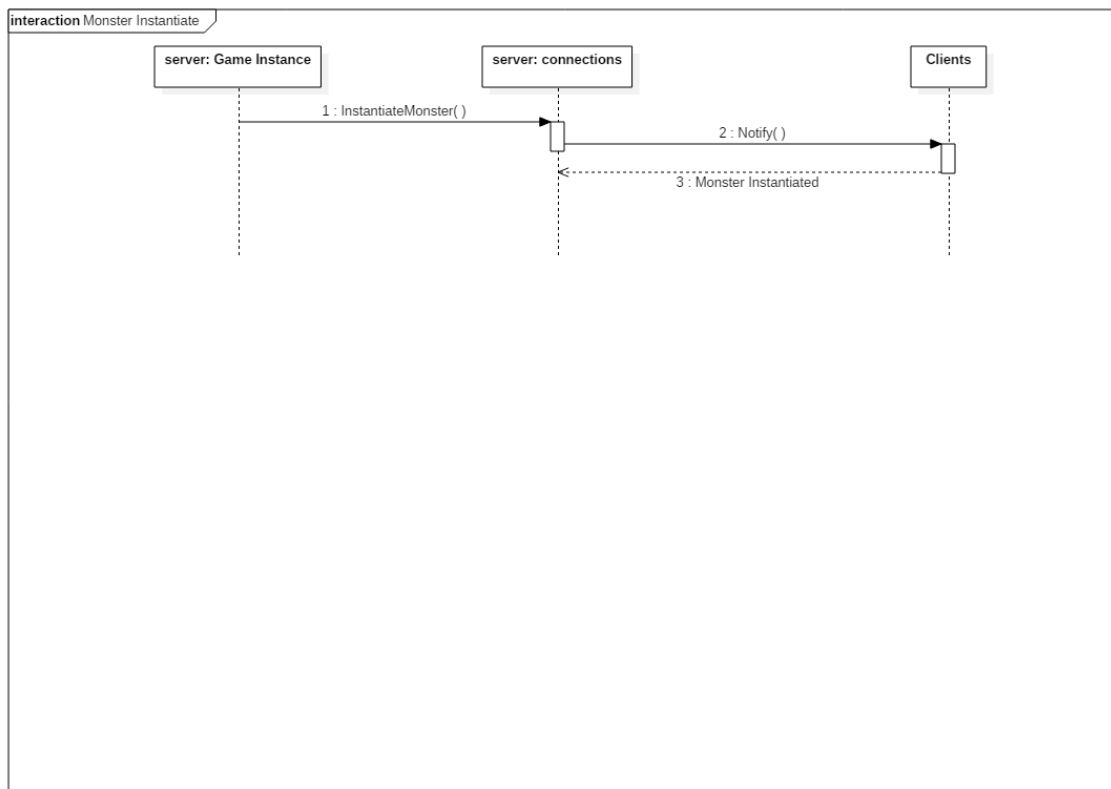 interaction Monster Instantiate
server: Game Instance
server: connections
Clients
1 : InstantiateMonster( )
2 : Notify( )
3 : Monster Instantiated